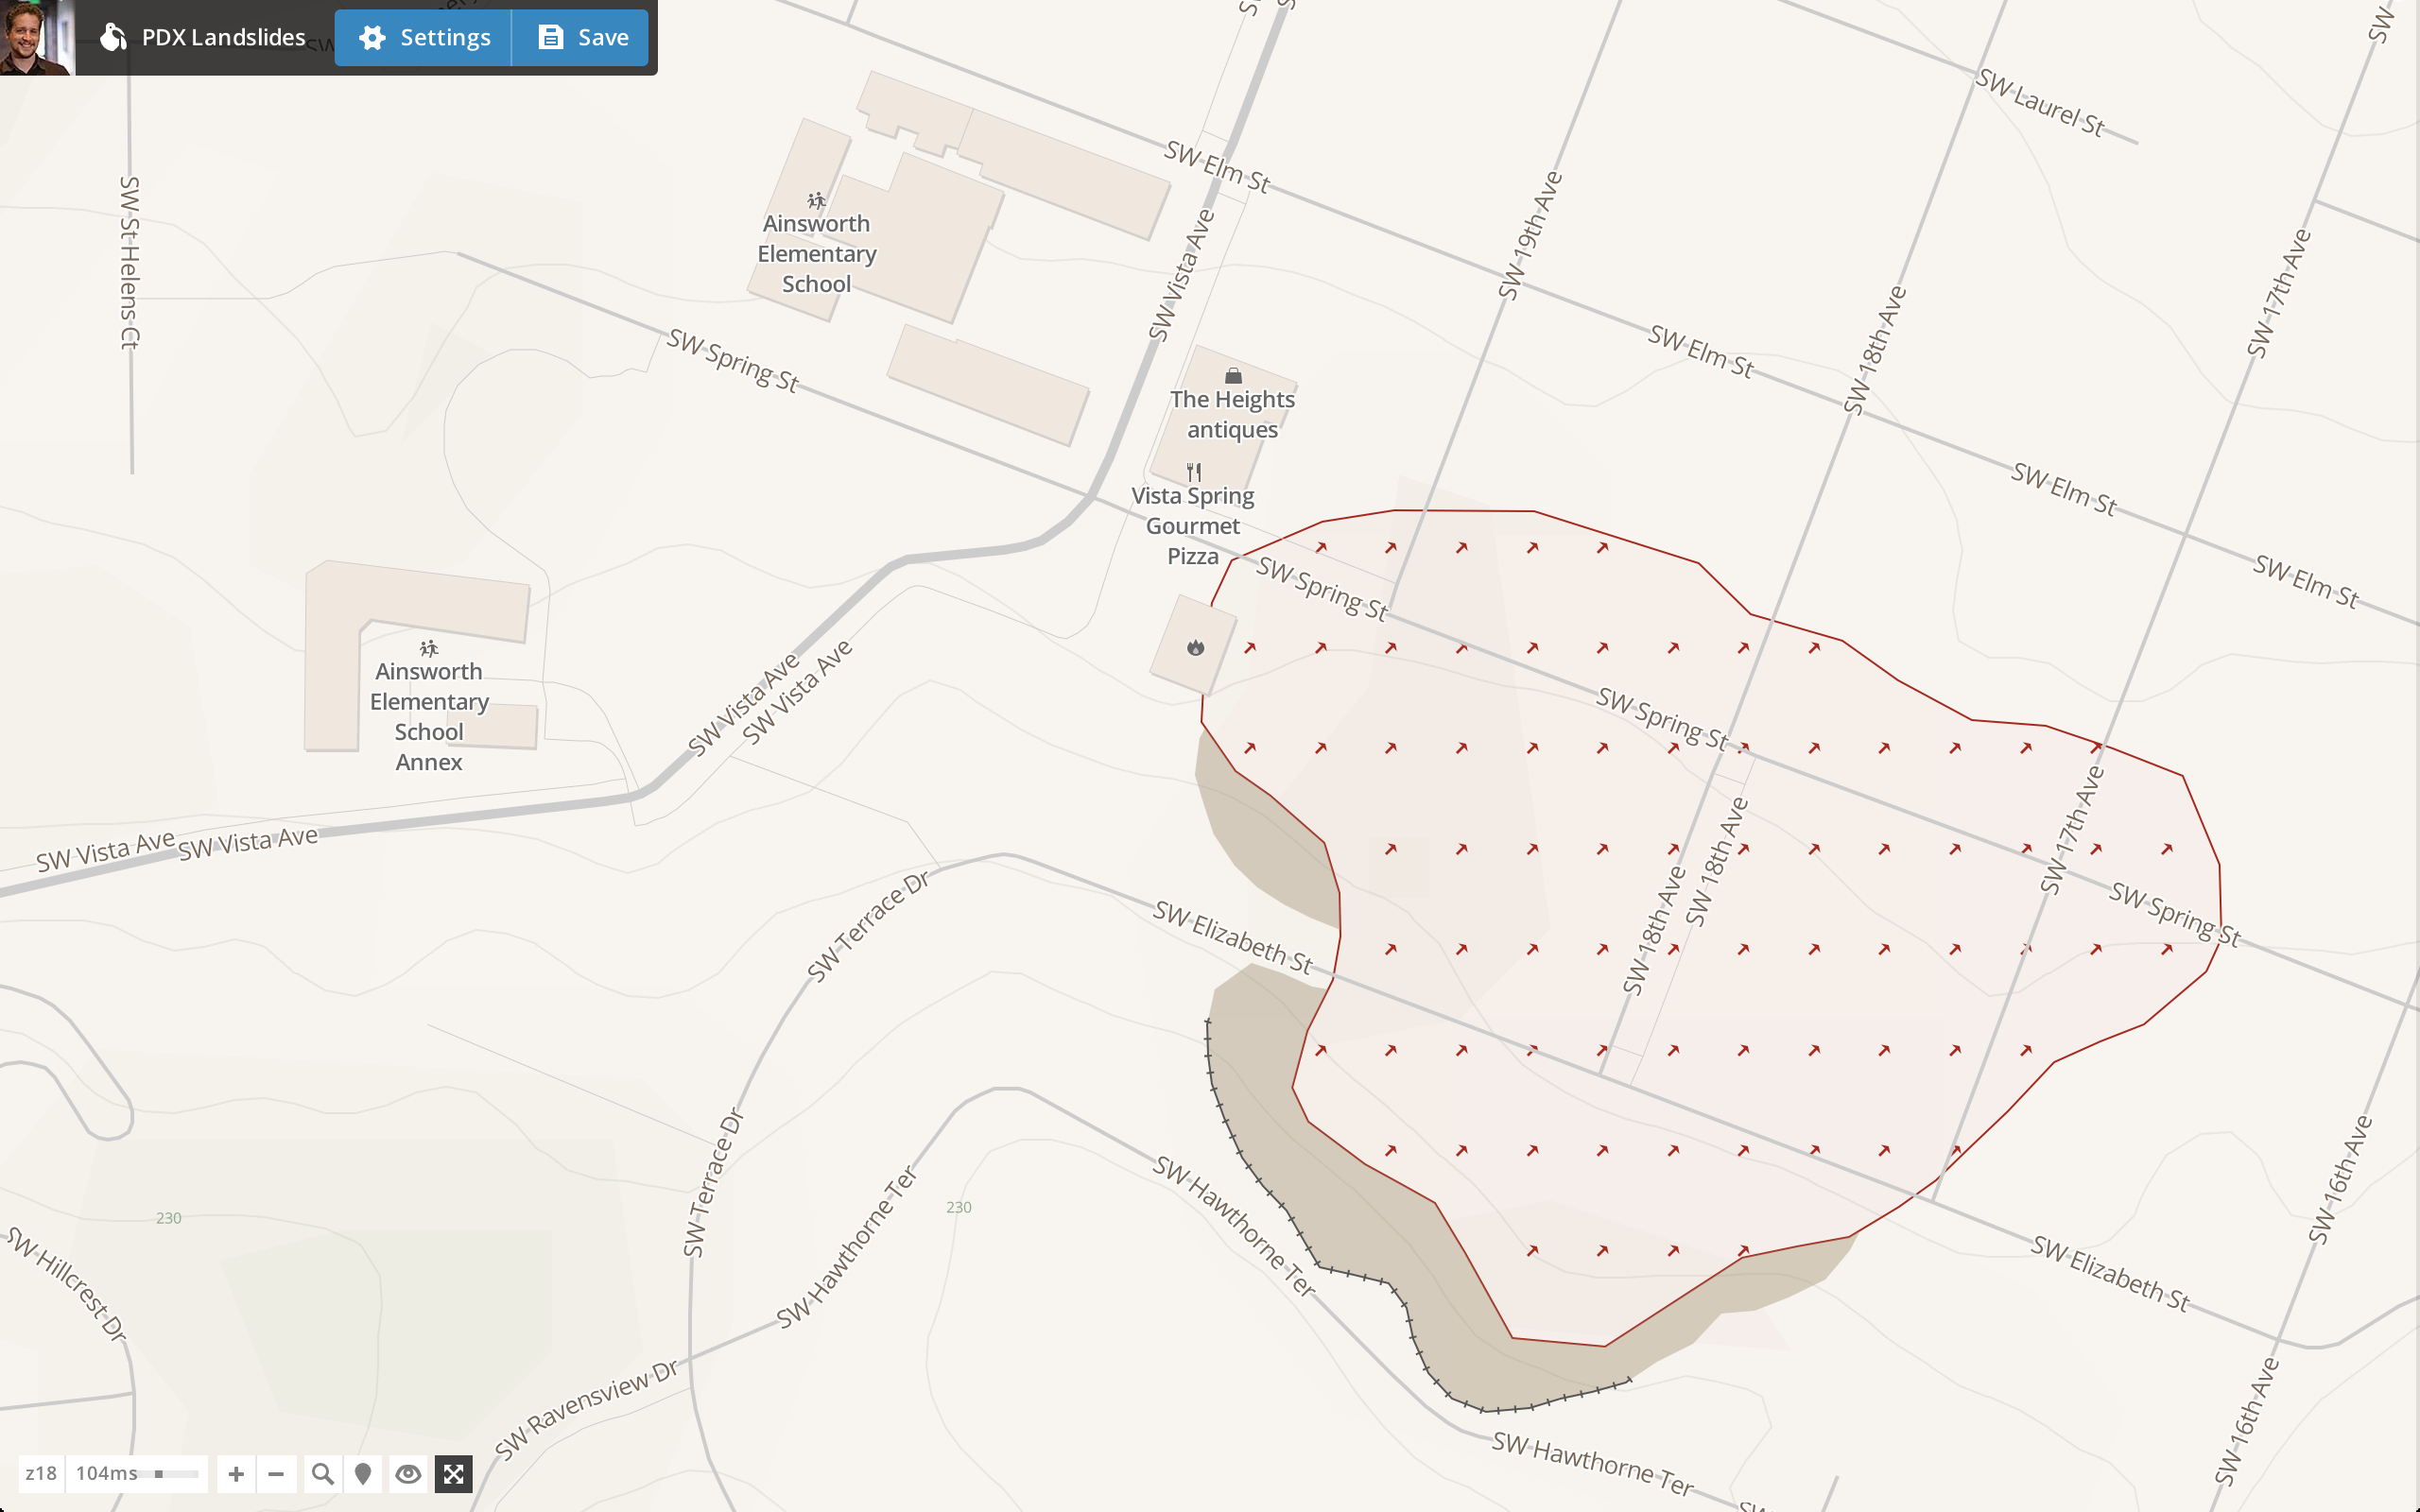 PDX Landslides
Settings
Save
SW Laurel St
SW Elm St
SW St Helens Ct
Ainsworth
Elementary
School
SW Vista Ave
SW 19th Ave
SW 18th Ave
SW 17th Ave
SW Spring St
SW Elm St
The Heights
antiques
SW Elm St
SW Elm St
Vista Spring
Gourmet
Pizza
SW Spring St
Ainsworth
Elementary
School
Annex
SW Vista Ave
SW Vista Ave
SW Spring St
SW Vista Ave
SW Vista Ave
SW 18th Ave
SW 18th Ave
SW 17th Ave
SW Spring St
SW Terrace Dr
SW Elizabeth St
SW Terrace Dr
SW Hawthorne Ter
SW Hawthorne Ter
SW 16th Ave
230
230
SW Hillcrest Dr
SW Elizabeth St
SW Ravensview Dr
SW 16th Ave
SW Hawthorne Ter
z18
104ms
SW
SW